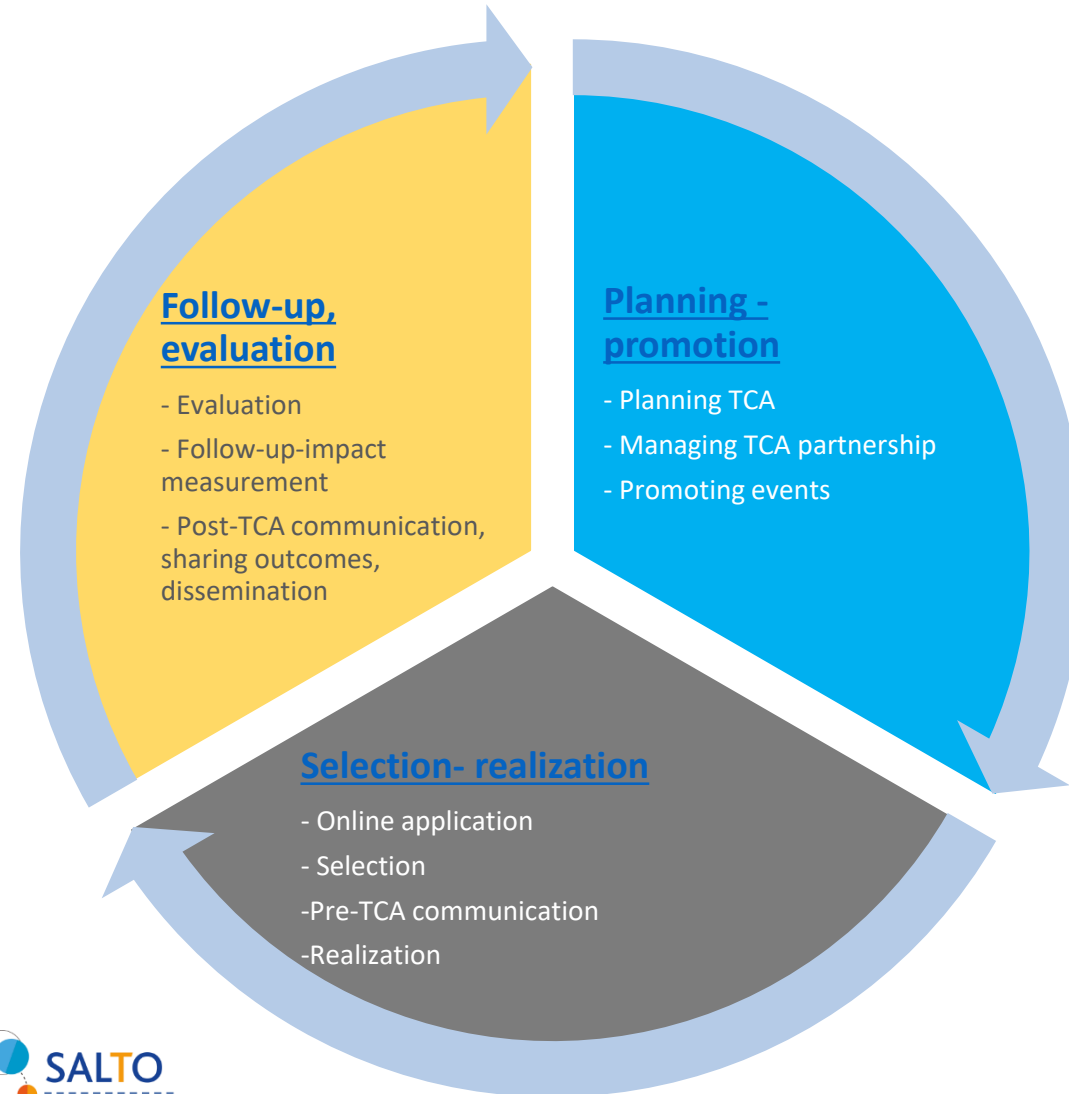 Follow-up,
evaluation
- Evaluation
- Follow-up-impact
measurement
- Post-TCA communication,
sharing outcomes,
dissemination
Planning -
promotion
- Planning TCA
- Managing TCA partnership
- Promoting events
Selection- realization
- Online application
- Selection
-Pre-TCA communication
-Realization
SALTO